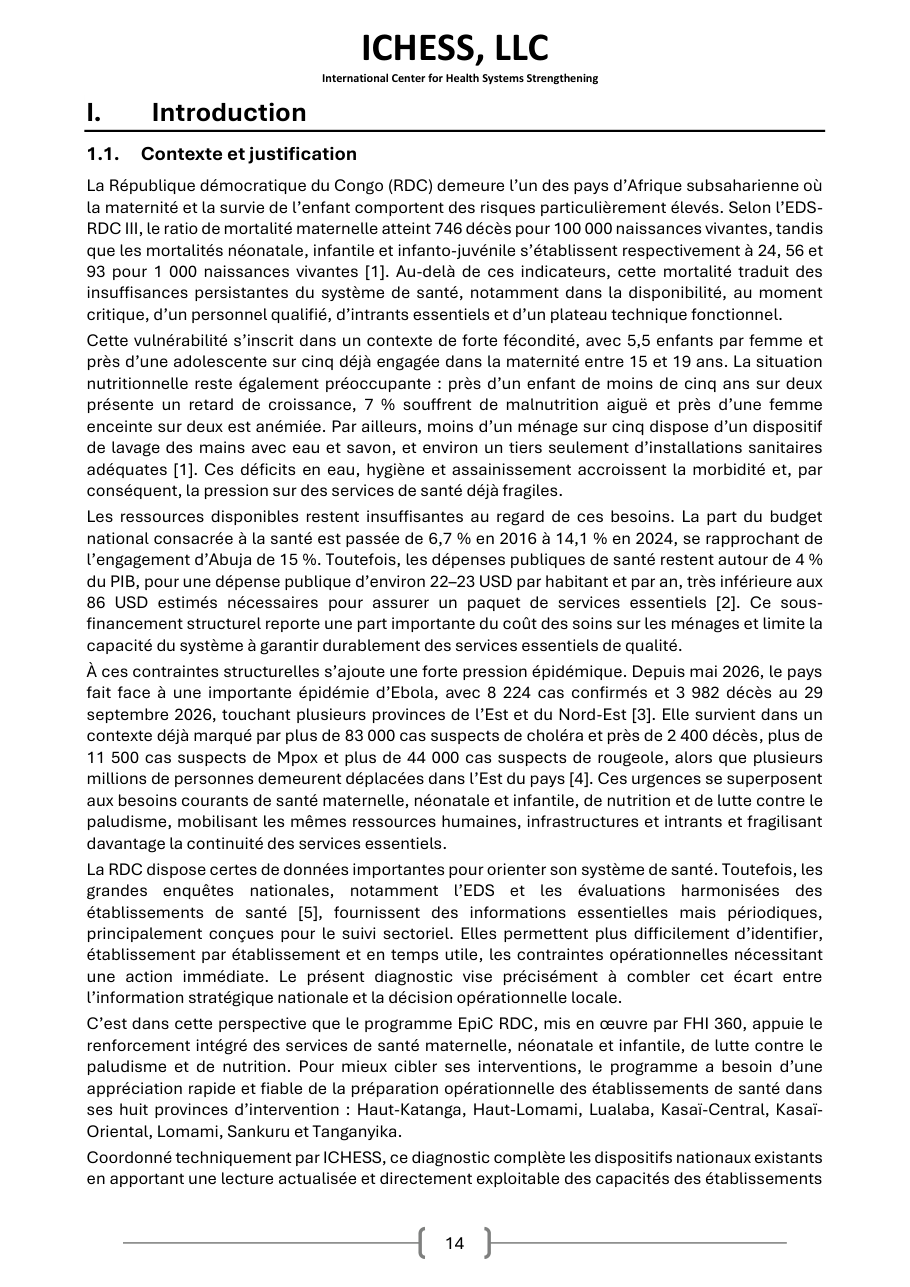 ICHESS, LLC
International Center for Health Systems Strengthening
I. Introduction
1.1. Contexte et justification
La République démocratique du Congo (RDC) demeure l’un des pays d’Afrique subsaharienne où
la maternité et la survie de l’enfant comportent des risques particulièrement élevés. Selon l’EDS-
RDC III, le ratio de mortalité maternelle atteint 746 décès pour 100 000 naissances vivantes, tandis
que les mortalités néonatale, infantile et infanto-juvénile s’établissent respectivement à 24, 56 et
93 pour 1 000 naissances vivantes [1]. Au-delà de ces indicateurs, cette mortalité traduit des
insuffisances persistantes du système de santé, notamment dans la disponibilité, au moment
critique, d’un personnel qualifié, d’intrants essentiels et d’un plateau technique fonctionnel.
Cette vulnérabilité s’inscrit dans un contexte de forte fécondité, avec 5,5 enfants par femme et
près d’une adolescente sur cinq déjà engagée dans la maternité entre 15 et 19 ans. La situation
nutritionnelle reste également préoccupante : près d’un enfant de moins de cinq ans sur deux
présente un retard de croissance, 7 % souffrent de malnutrition aiguë et près d’une femme
enceinte sur deux est anémiée. Par ailleurs, moins d’un ménage sur cinq dispose d’un dispositif
de lavage des mains avec eau et savon, et environ un tiers seulement d’installations sanitaires
adéquates [1]. Ces déficits en eau, hygiène et assainissement accroissent la morbidité et, par
conséquent, la pression sur des services de santé déjà fragiles.
Les ressources disponibles restent insuffisantes au regard de ces besoins. La part du budget
national consacrée à la santé est passée de 6,7 % en 2016 à 14,1 % en 2024, se rapprochant de
l’engagement d’Abuja de 15 %. Toutefois, les dépenses publiques de santé restent autour de 4 %
du PIB, pour une dépense publique d’environ 22–23 USD par habitant et par an, très inférieure aux
86 USD estimés nécessaires pour assurer un paquet de services essentiels [2]. Ce sous-
financement structurel reporte une part importante du coût des soins sur les ménages et limite la
capacité du système à garantir durablement des services essentiels de qualité.
À ces contraintes structurelles s’ajoute une forte pression épidémique. Depuis mai 2026, le pays
fait face à une importante épidémie d’Ebola, avec 8 224 cas confirmés et 3 982 décès au 29
septembre 2026, touchant plusieurs provinces de l’Est et du Nord-Est [3]. Elle survient dans un
contexte déjà marqué par plus de 83 000 cas suspects de choléra et près de 2 400 décès, plus de
11 500 cas suspects de Mpox et plus de 44 000 cas suspects de rougeole, alors que plusieurs
millions de personnes demeurent déplacées dans l’Est du pays [4]. Ces urgences se superposent
aux besoins courants de santé maternelle, néonatale et infantile, de nutrition et de lutte contre le
paludisme, mobilisant les mêmes ressources humaines, infrastructures et intrants et fragilisant
davantage la continuité des services essentiels.
La RDC dispose certes de données importantes pour orienter son système de santé. Toutefois, les
grandes enquêtes nationales, notamment l’EDS et les évaluations harmonisées des
établissements de santé [5], fournissent des informations essentielles mais périodiques,
principalement conçues pour le suivi sectoriel. Elles permettent plus difficilement d’identifier,
établissement par établissement et en temps utile, les contraintes opérationnelles nécessitant
une action immédiate. Le présent diagnostic vise précisément à combler cet écart entre
l’information stratégique nationale et la décision opérationnelle locale.
C’est dans cette perspective que le programme EpiC RDC, mis en œuvre par FHI 360, appuie le
renforcement intégré des services de santé maternelle, néonatale et infantile, de lutte contre le
paludisme et de nutrition. Pour mieux cibler ses interventions, le programme a besoin d’une
appréciation rapide et fiable de la préparation opérationnelle des établissements de santé dans
ses huit provinces d’intervention : Haut-Katanga, Haut-Lomami, Lualaba, Kasaï-Central, Kasaï-
Oriental, Lomami, Sankuru et Tanganyika.
Coordonné techniquement par ICHESS, ce diagnostic complète les dispositifs nationaux existants
en apportant une lecture actualisée et directement exploitable des capacités des établissements
14